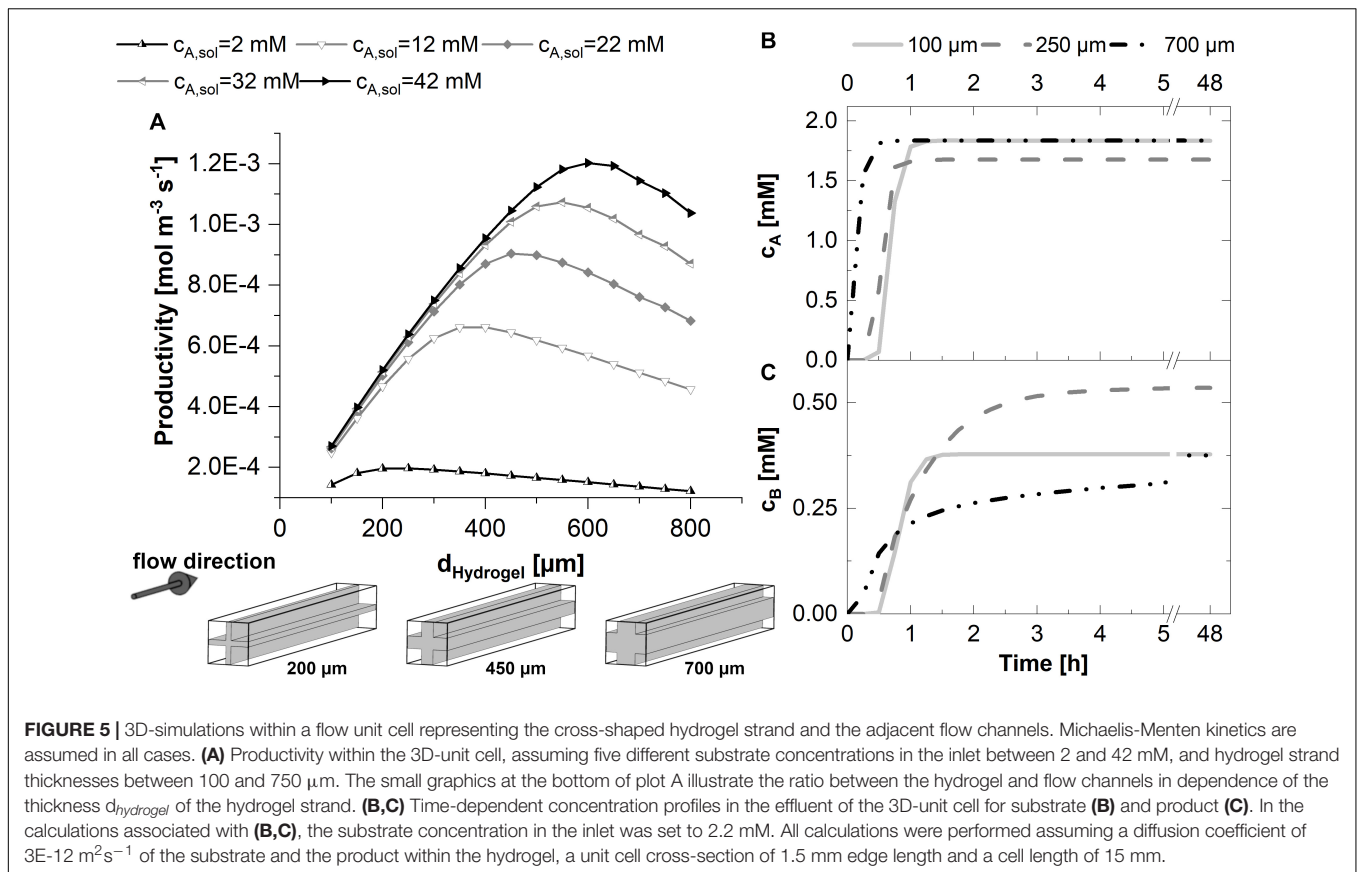 c_A,sol=2 mM c_A,sol=12 mM c_A,sol=22 mM
c_A,sol=32 mM c_A,sol=42 mM
A
1.2E-3
1.0E-3
8.0E-4
6.0E-4
4.0E-4
2.0E-4
Productivity [mol m⁻³ s⁻¹]
0 200 400 600 800
d_Hydrogel [µm]
flow direction
200 µm 450 µm 700 µm
B
100 µm 250 µm 700 µm
0 1 2 3 4 5 48
2.0
1.5
1.0
0.5
0.0
c_A [mM]
C
0.50
0.25
0.00
c_B [mM]
0 1 2 3 4 5 48
Time [h]
FIGURE 5 | 3D-simulations within a flow unit cell representing the cross-shaped hydrogel strand and the adjacent flow channels. Michaelis-Menten kinetics are
assumed in all cases. (A) Productivity within the 3D-unit cell, assuming five different substrate concentrations in the inlet between 2 and 42 mM, and hydrogel strand
thicknesses between 100 and 750 µm. The small graphics at the bottom of plot A illustrate the ratio between the hydrogel and flow channels in dependence of the
thickness d_hydrogel of the hydrogel strand. (B,C) Time-dependent concentration profiles in the effluent of the 3D-unit cell for substrate (B) and product (C). In the
calculations associated with (B,C), the substrate concentration in the inlet was set to 2.2 mM. All calculations were performed assuming a diffusion coefficient of
3E-12 m²s⁻¹ of the substrate and the product within the hydrogel, a unit cell cross-section of 1.5 mm edge length and a cell length of 15 mm.